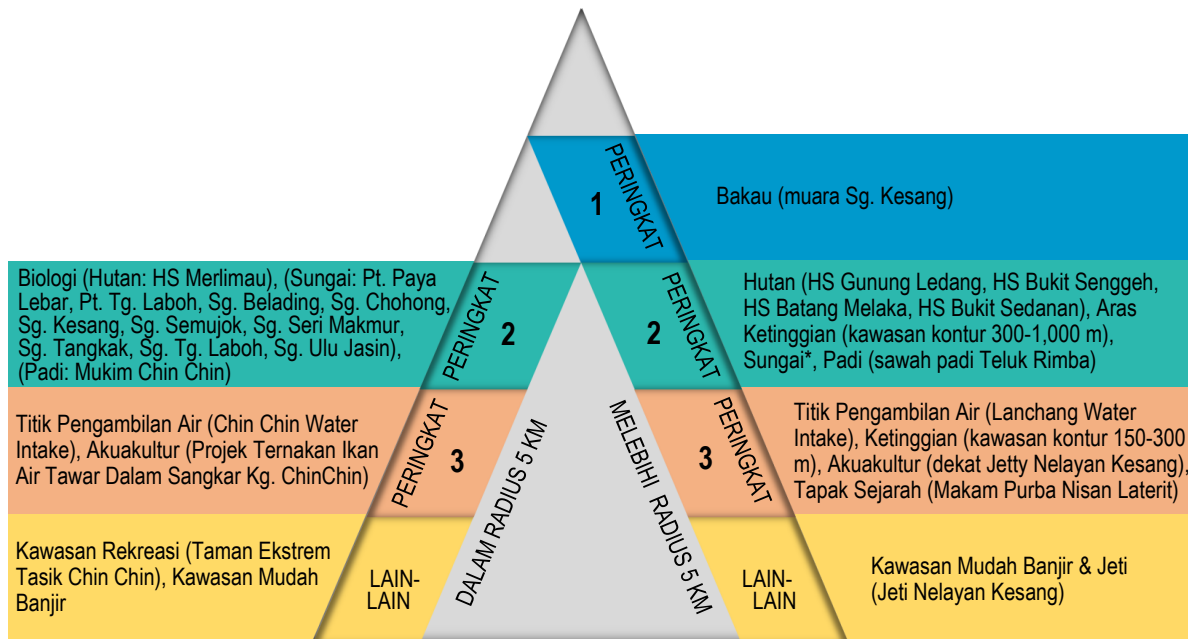 PERINGKAT
1
Bakau (muara Sg. Kesang)
Biologi (Hutan: HS Merlimau), (Sungai: Pt. Paya
Lebar, Pt. Tg. Laboh, Sg. Belading, Sg. Chohong,
Sg. Kesang, Sg. Semujok, Sg. Seri Makmur,
Sg. Tangkak, Sg. Tg. Laboh, Sg. Ulu Jasin),
(Padi: Mukim Chin Chin)
PERINGKAT
2
2
PERINGKAT
Hutan (HS Gunung Ledang, HS Bukit Senggeh,
HS Batang Melaka, HS Bukit Sedanan), Aras
Ketinggian (kawasan kontur 300-1,000 m),
Sungai*, Padi (sawah padi Teluk Rimba)
Titik Pengambilan Air (Chin Chin Water
Intake), Akuakultur (Projek Ternakan Ikan
Air Tawar Dalam Sangkar Kg. ChinChin)
PERINGKAT
3
DALAM RADIUS 5 KM
MELEBIHI RADIUS 5 KM
3
PERINGKAT
Titik Pengambilan Air (Lanchang Water
Intake), Ketinggian (kawasan kontur 150-300
m), Akuakultur (dekat Jetty Nelayan Kesang),
Tapak Sejarah (Makam Purba Nisan Laterit)
Kawasan Rekreasi (Taman Ekstrem
Tasik Chin Chin), Kawasan Mudah
Banjir
LAIN-
LAIN
LAIN-
LAIN
Kawasan Mudah Banjir & Jeti
(Jeti Nelayan Kesang)